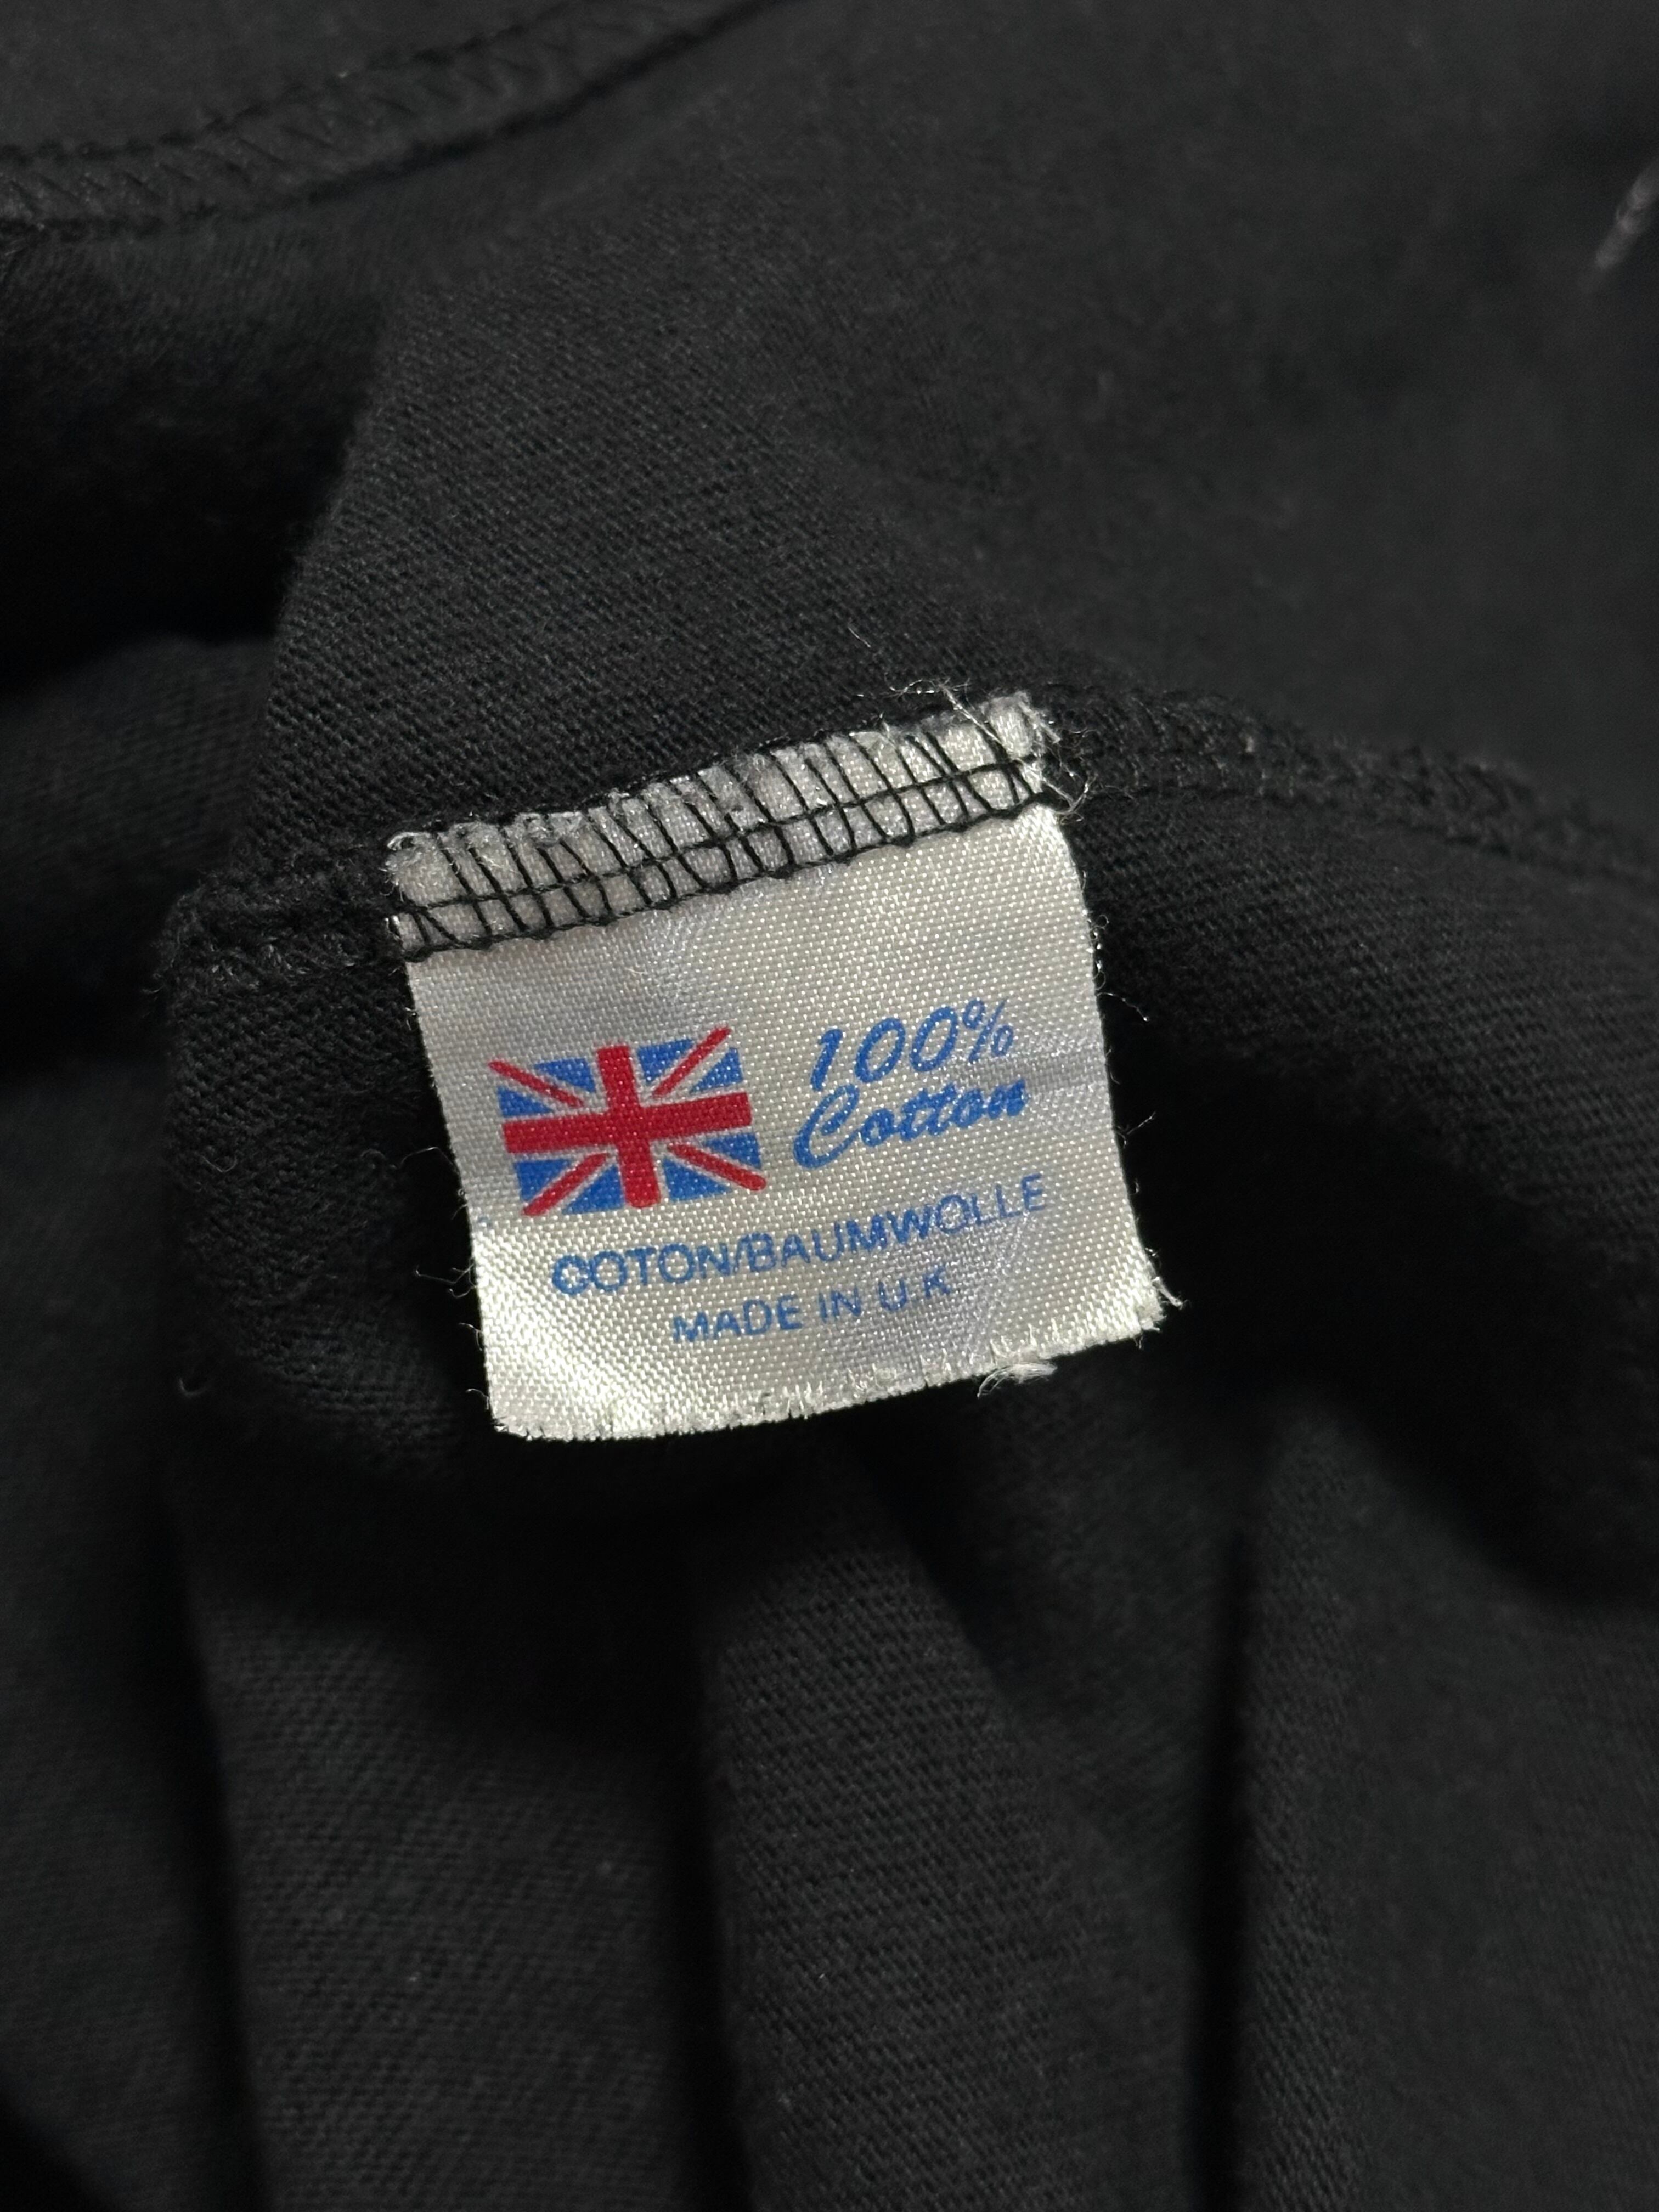 100%
Cotton
COTON/BAUMWOLLE
MADE IN U.K